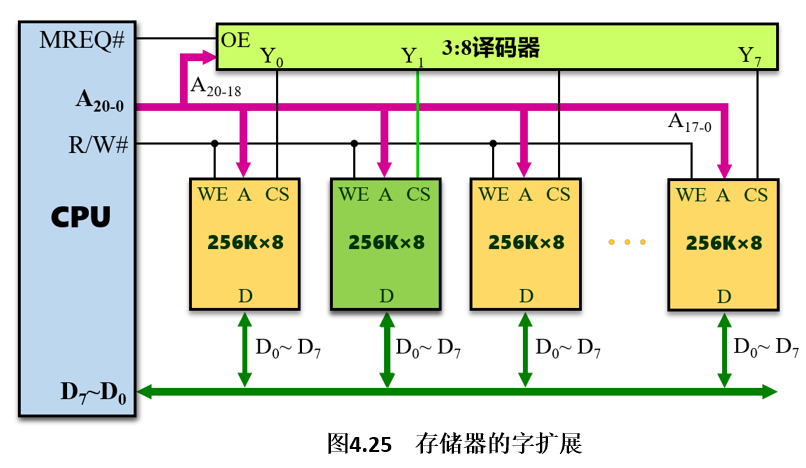 MREQ#
OE
Y0
Y1
3:8译码器
Y7
A20-18
A20-0
A17-0
R/W#
CPU
WE A CS
256K×8
D
WE A CS
256K×8
D
WE A CS
256K×8
D
WE A CS
256K×8
D
D0~ D7
D0~ D7
D0~ D7
D0~ D7
D7~D0
图4.25 存储器的字扩展